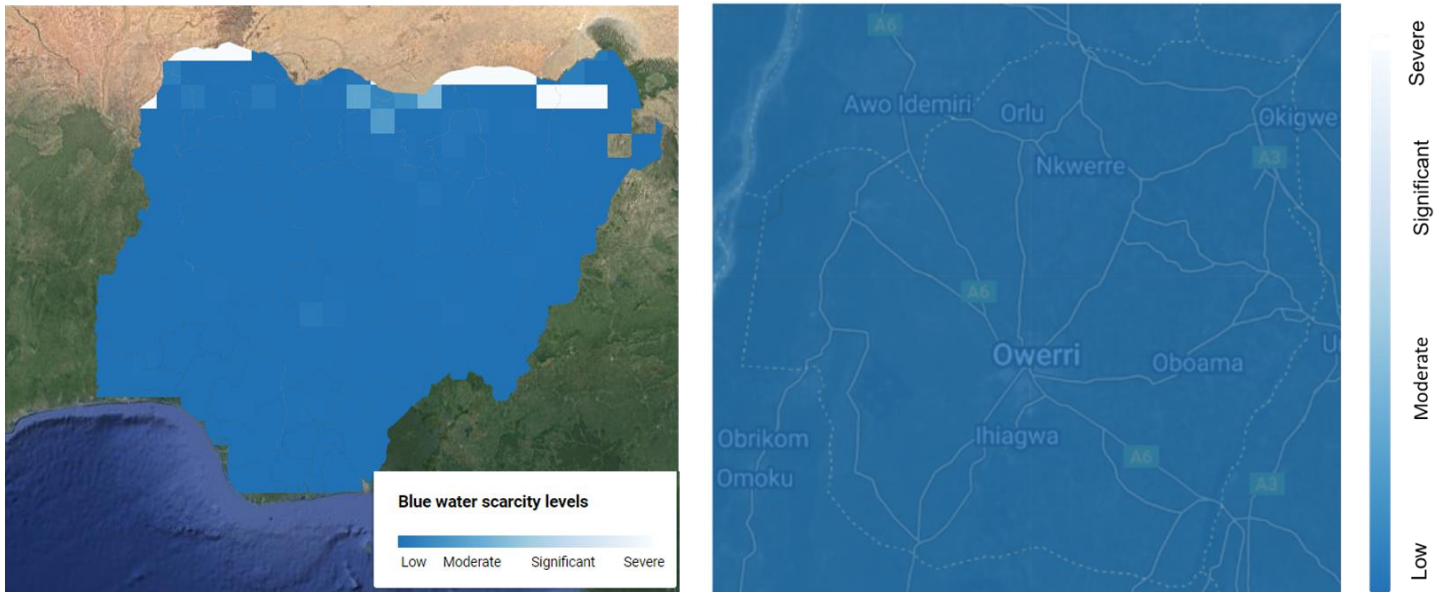 Blue water scarcity levels
Low Moderate Significant Severe
A6
Awo Idemiri
Orlu
Okigwe
A3
Nkwerre
A6
Owerri
Oboama
U
Obrikom
Ihiagwa
A6
Omoku
A3
Severe
Significant
Moderate
Low